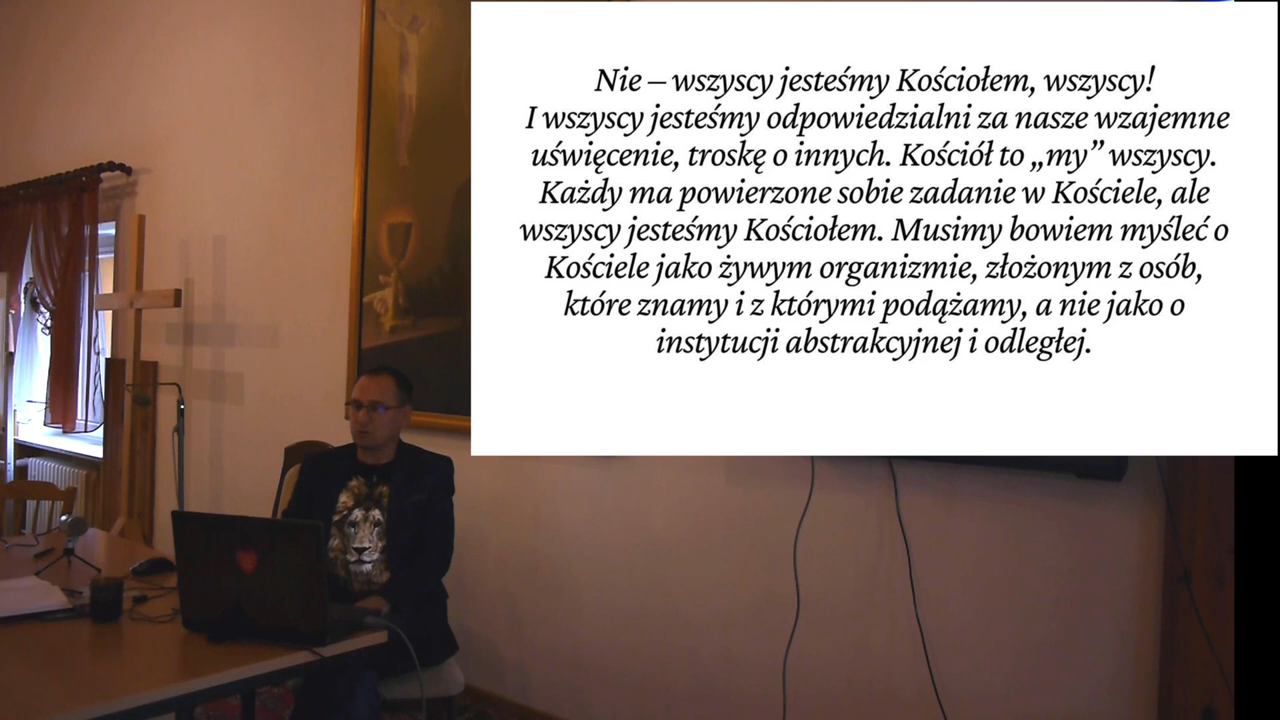 Nie – wszyscy jesteśmy Kościołem, wszyscy!
I wszyscy jesteśmy odpowiedzialni za nasze wzajemne
uświęcenie, troskę o innych. Kościół to „my” wszyscy.
Każdy ma powierzone sobie zadanie w Kościele, ale
wszyscy jesteśmy Kościołem. Musimy bowiem myśleć o
Kościele jako żywym organizmie, złożonym z osób,
które znamy i z którymi podążamy, a nie jako o
instytucji abstrakcyjnej i odległej.